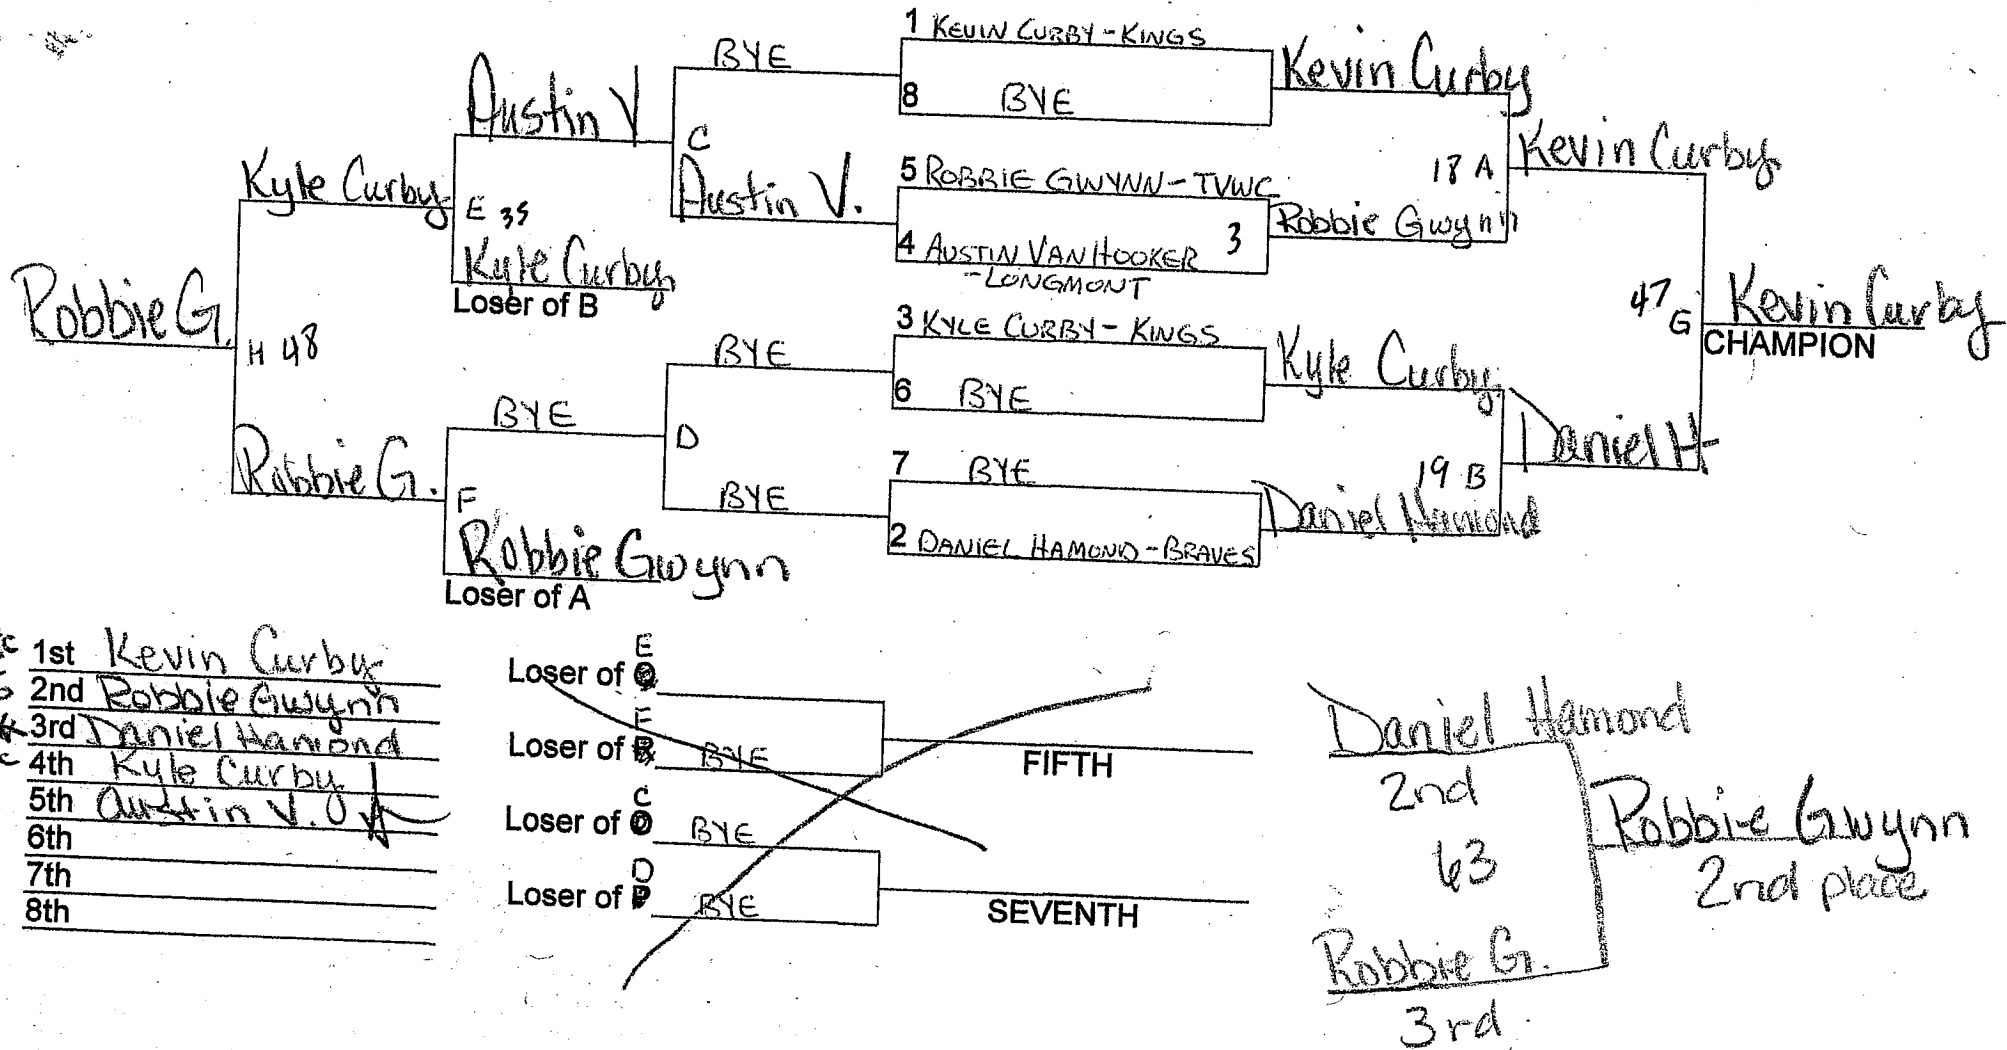 1 KEVIN CURBY - KINGS
BYE
Kevin Curby
8 BYE
Austin V
C
Kevin Curby
5 ROBBIE GWYNN - TVWC
18 A
Kyle Curby
Austin V.
Robbie Gwynn
E 35
4 AUSTIN VAN HOOKER 3
- LONGMONT
Kyle Curby
Loser of B
47 G
Kevin Curby
CHAMPION
Robbie G.
3 KYLE CURBY - KINGS
H 48
BYE
Kyle Curby
6 BYE
BYE
D
Daniel H
7 BYE
19 B
Robbie G.
F
BYE
Daniel Hamond
2 DANIEL HAMOND - BRAVES
Robbie Gwynn
Loser of A
1st Kevin Curby
2nd Robbie Gwynn
3rd Daniel Hamond
4th Kyle Curby
5th Austin V.
6th
7th
8th
E
Loser of
F
Loser of BYE
FIFTH
C
Loser of BYE
D
Loser of BYE
SEVENTH
Daniel Hamond
2nd
63
Robbie Gwynn
2nd place
Robbie G.
3rd